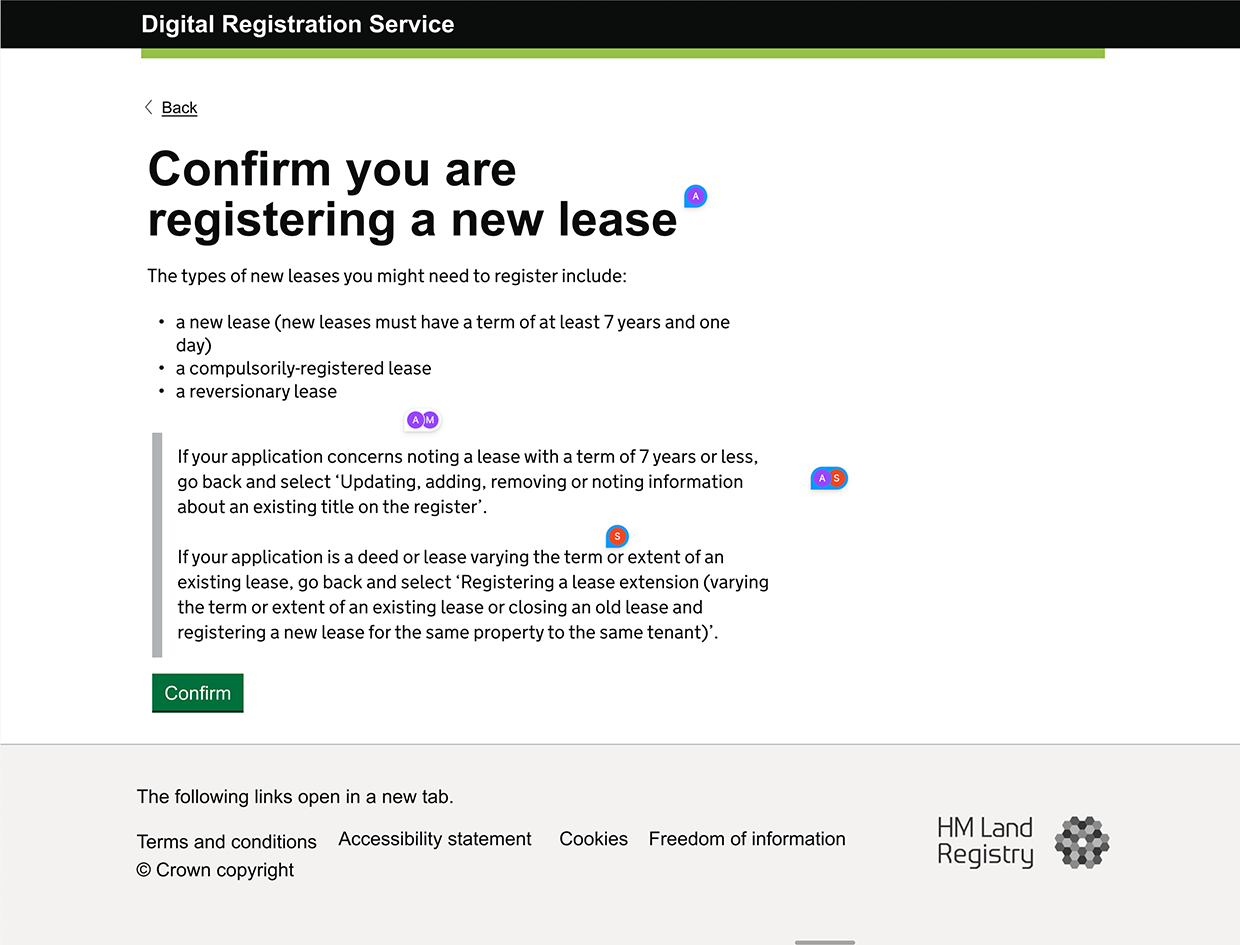 Digital Registration Service
Back
Confirm you are
registering a new lease
A
The types of new leases you might need to register include:
• a new lease (new leases must have a term of at least 7 years and one
day)
• a compulsorily-registered lease
• a reversionary lease
A M
If your application concerns noting a lease with a term of 7 years or less,
go back and select ‘Updating, adding, removing or noting information
about an existing title on the register’.
A S
S
If your application is a deed or lease varying the term or extent of an
existing lease, go back and select ‘Registering a lease extension (varying
the term or extent of an existing lease or closing an old lease and
registering a new lease for the same property to the same tenant)’.
Confirm
The following links open in a new tab.
Terms and conditions Accessibility statement Cookies Freedom of information
© Crown copyright
HM Land
Registry